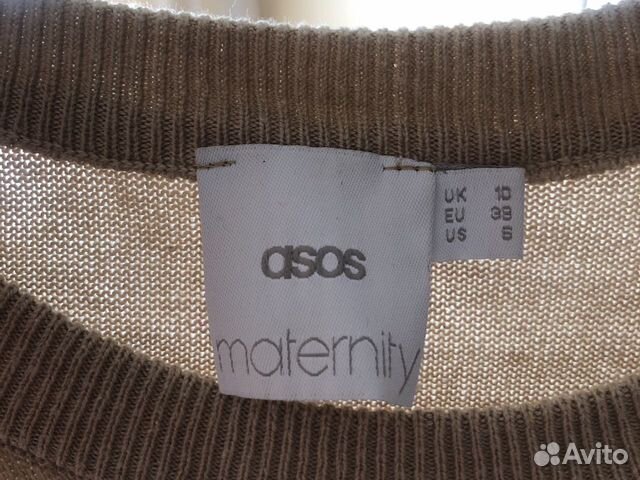 asos
maternity
UK 10
EU 38
US 6
Avito